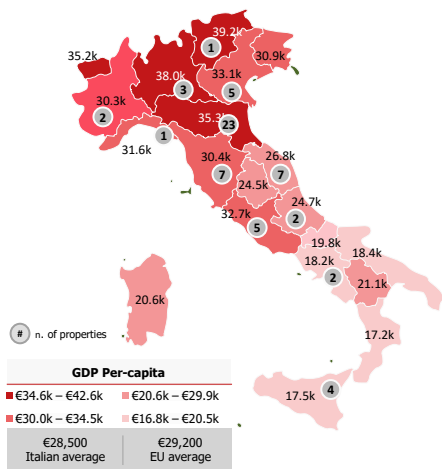 39.2k
1
35.2k
30.9k
33.1k
38.0k
3
5
30.3k
2
35.3k
23
1
31.6k
30.4k
7
26.8k
7
24.5k
24.7k
2
32.7k
5
19.8k
18.4k
18.2k
2
21.1k
20.6k
17.2k
17.5k
4
# n. of properties
GDP Per-capita
€34.6k – €42.6k €20.6k – €29.9k
€30.0k – €34.5k €16.8k – €20.5k
€28,500 €29,200
Italian average EU average